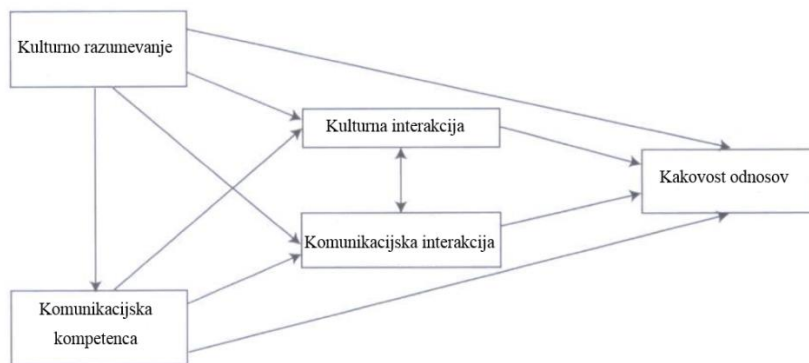 Kulturno razumevanje
Kulturna interakcija
Kakovost odnosov
Komunikacijska interakcija
Komunikacijska
kompetenca